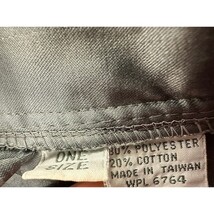 ONE
SIZE
80% POLYESTER
20% COTTON
MADE IN TAIWAN
WPL 6764